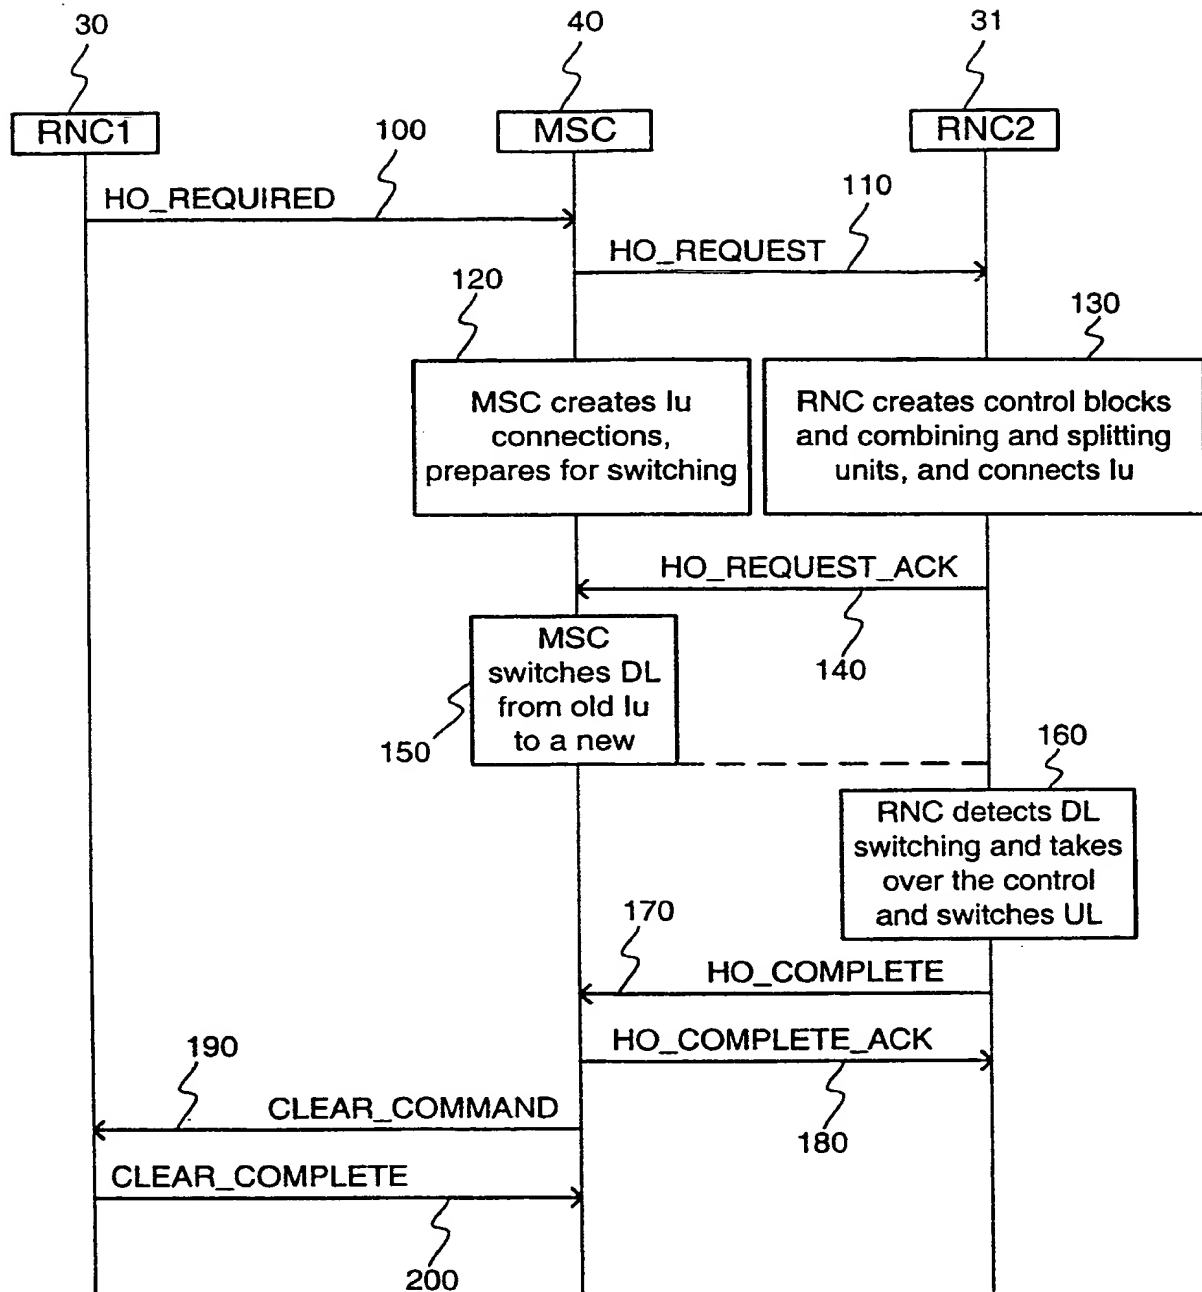 30
40
31
RNC1
MSC
RNC2
100
HO_REQUIRED
110
HO_REQUEST
120
130
MSC creates Iu
connections,
prepares for switching
RNC creates control blocks
and combining and splitting
units, and connects Iu
HO_REQUEST_ACK
140
MSC
switches DL
from old Iu
to a new
150
160
RNC detects DL
switching and takes
over the control
and switches UL
170
HO_COMPLETE
HO_COMPLETE_ACK
180
190
CLEAR_COMMAND
CLEAR_COMPLETE
200